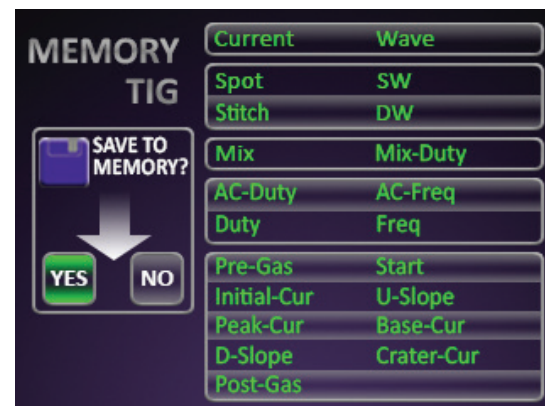 MEMORY
TIG
SAVE TO
MEMORY?
YES NO
Current Wave
Spot SW
Stitch DW
Mix Mix-Duty
AC-Duty AC-Freq
Duty Freq
Pre-Gas Start
Initial-Cur U-Slope
Peak-Cur Base-Cur
D-Slope Crater-Cur
Post-Gas